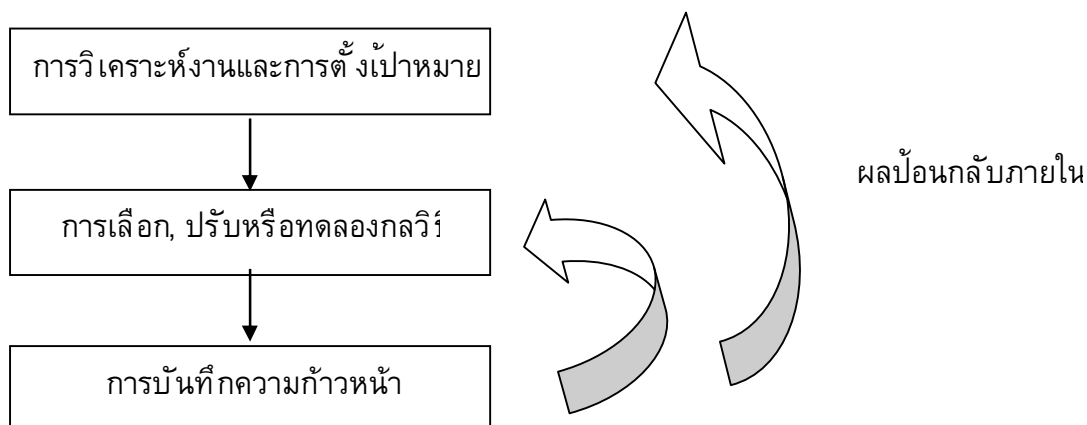 การวิเคราะห์งานและการตั้งเป้าหมาย
ผลป้อนกลับภายใน
การเลือก, ปรับหรือทดลองกลวิธี
การบันทึกความก้าวหน้า